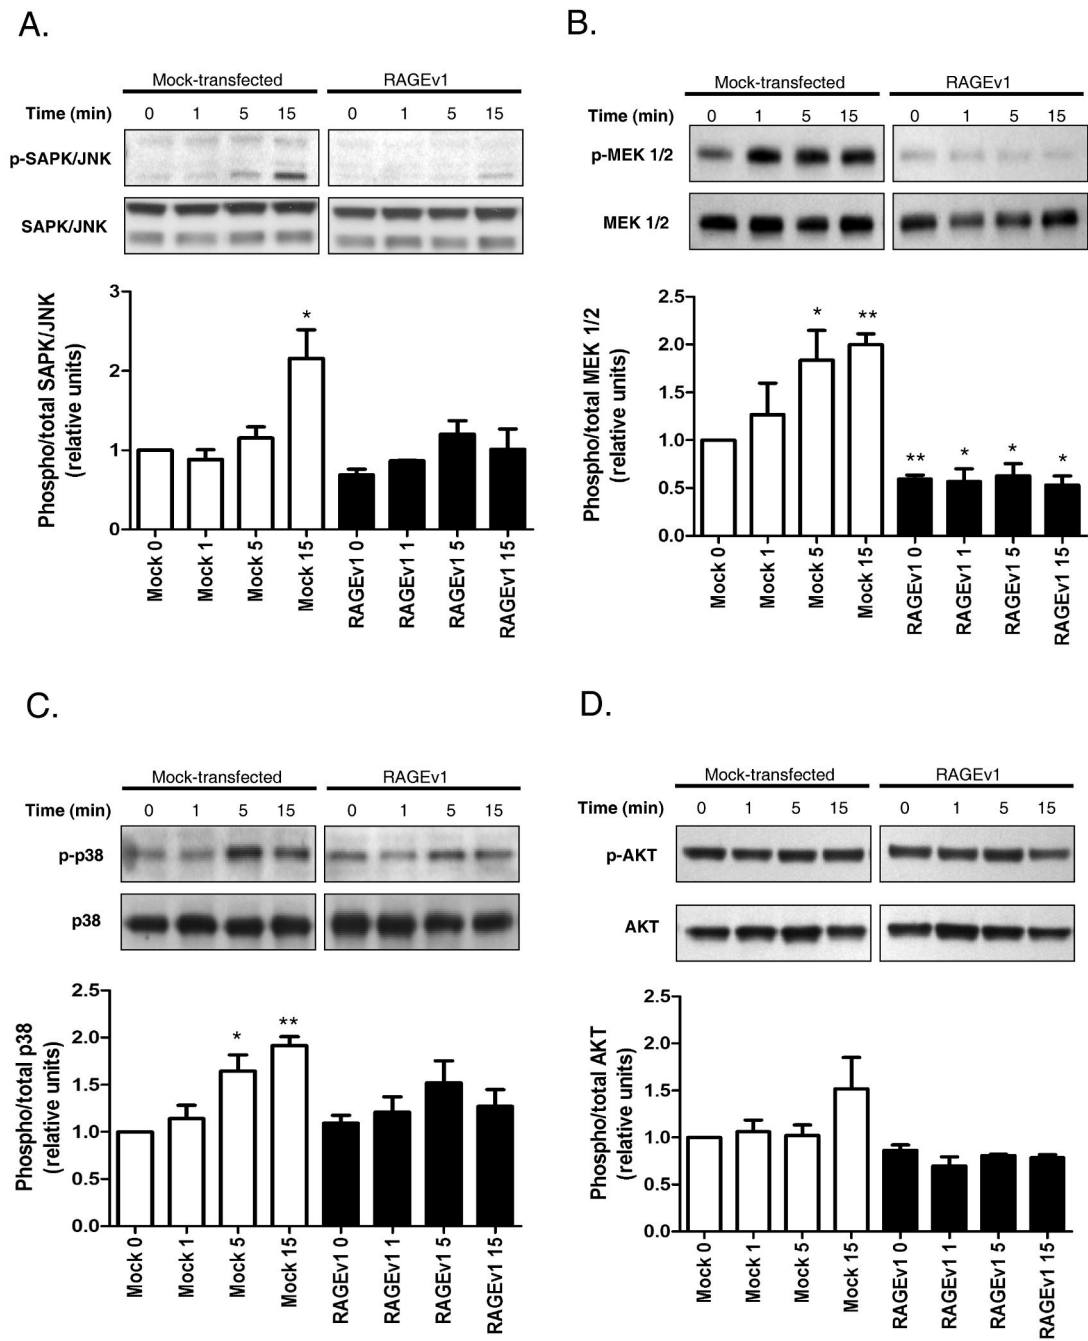 A.
Mock-transfected RAGEv1
Time (min) 0 1 5 15 0 1 5 15
p-SAPK/JNK
SAPK/JNK
Phospho/total SAPK/JNK
(relative units)
3
2
1
0
*
Mock 0
Mock 1
Mock 5
Mock 15
RAGEv1 0
RAGEv1 1
RAGEv1 5
RAGEv1 15
B.
Mock-transfected RAGEv1
Time (min) 0 1 5 15 0 1 5 15
p-MEK 1/2
MEK 1/2
Phospho/total MEK 1/2
(relative units)
2.5
2.0
1.5
1.0
0.5
0.0
* ** ** * * *
Mock 0
Mock 1
Mock 5
Mock 15
RAGEv1 0
RAGEv1 1
RAGEv1 5
RAGEv1 15
C.
Mock-transfected RAGEv1
Time (min) 0 1 5 15 0 1 5 15
p-p38
p38
Phospho/total p38
(relative units)
2.5
2.0
1.5
1.0
0.5
0.0
* **
Mock 0
Mock 1
Mock 5
Mock 15
RAGEv1 0
RAGEv1 1
RAGEv1 5
RAGEv1 15
D.
Mock-transfected RAGEv1
Time (min) 0 1 5 15 0 1 5 15
p-AKT
AKT
Phospho/total AKT
(relative units)
2.5
2.0
1.5
1.0
0.5
0.0
Mock 0
Mock 1
Mock 5
Mock 15
RAGEv1 0
RAGEv1 1
RAGEv1 5
RAGEv1 15